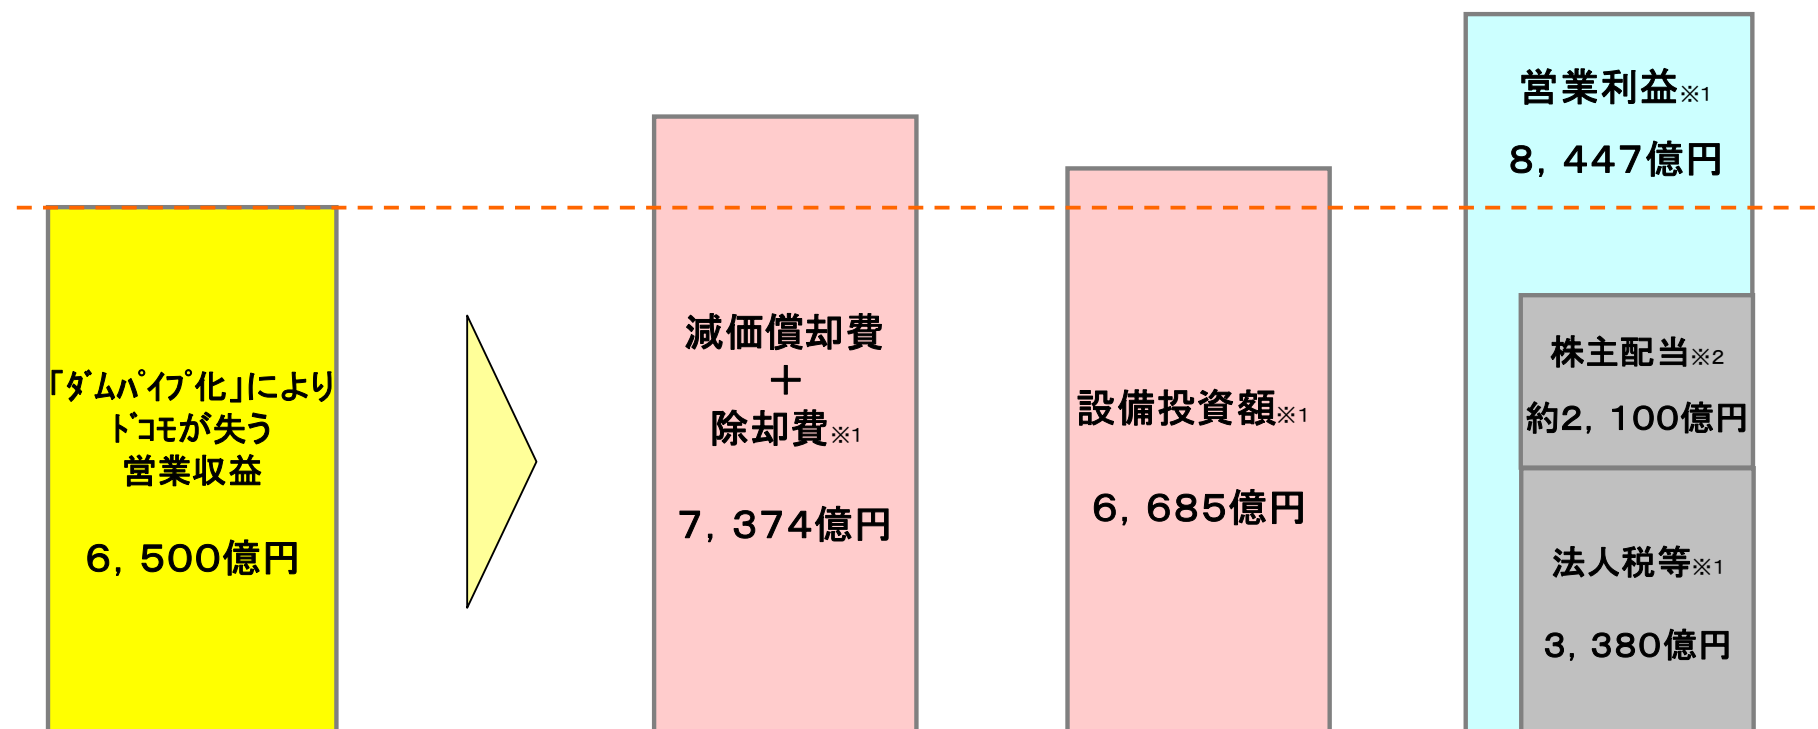 「ﾀﾞﾑﾊﾟｲﾌﾟ化」により
ﾄﾞｺﾓが失う
営業収益
6，500億円
減価償却費
＋
除却費※1
7，374億円
設備投資額※1
6，685億円
営業利益※1
8，447億円
株主配当※2
約2，100億円
法人税等※1
3，380億円